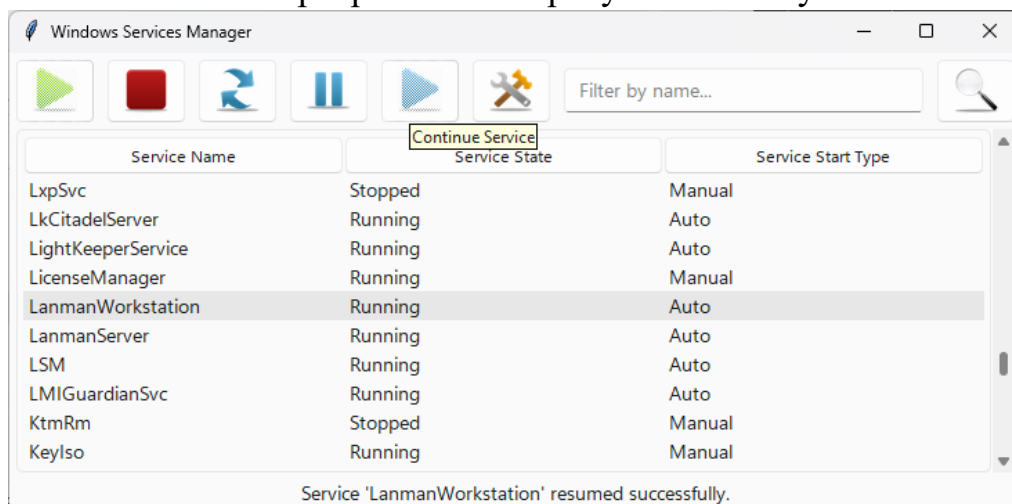 Windows Services Manager
Filter by name...
Continue Service
Service Name Service State Service Start Type
LxpSvc Stopped Manual
LkCitadelServer Running Auto
LightKeeperService Running Auto
LicenseManager Running Manual
LanmanWorkstation Running Auto
LanmanServer Running Auto
LSM Running Auto
LMIGuardianSvc Running Auto
KtmRm Stopped Manual
KeyIso Running Manual
Service 'LanmanWorkstation' resumed successfully.